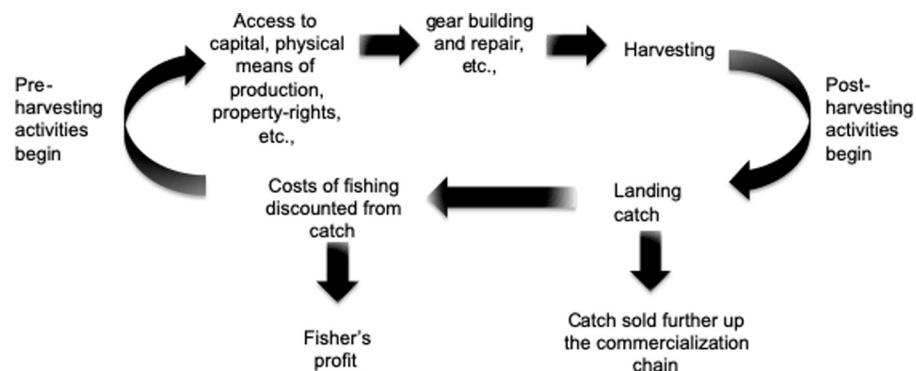 Pre-
harvesting
activities
begin
Access to
capital, physical
means of
production,
property-rights,
etc.,
gear building
and repair,
etc.,
Harvesting
Post-
harvesting
activities
begin
Landing
catch
Costs of fishing
discounted from
catch
Fisher's
profit
Catch sold further up
the commercialization
chain